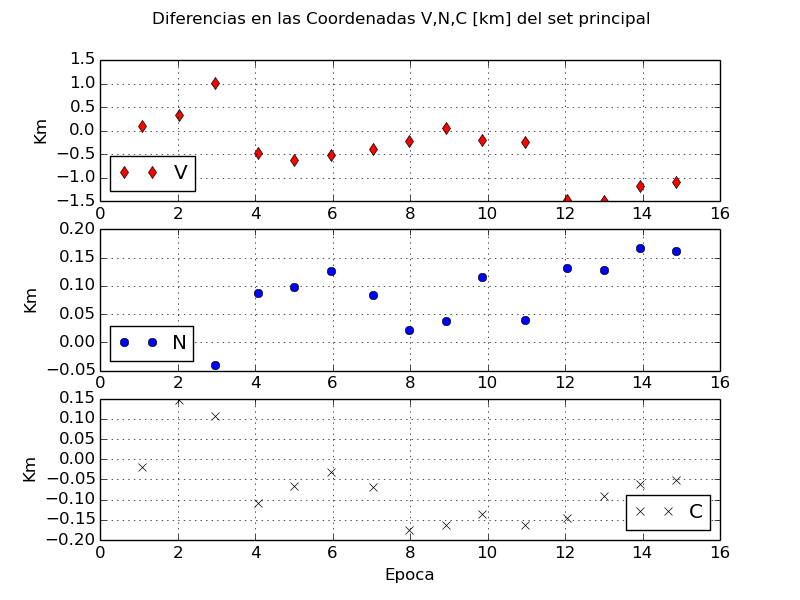 Diferencias en las Coordenadas V,N,C [km] del set principal
1.5
1.0
0.5
0.0
−0.5
−1.0
−1.5
Km
V
0 2 4 6 8 10 12 14 16
0.20
0.15
0.10
0.05
0.00
−0.05
Km
N
0 2 4 6 8 10 12 14 16
0.15
0.10
0.05
0.00
−0.05
−0.10
−0.15
−0.20
Km
C
0 2 4 6 8 10 12 14 16
Epoca